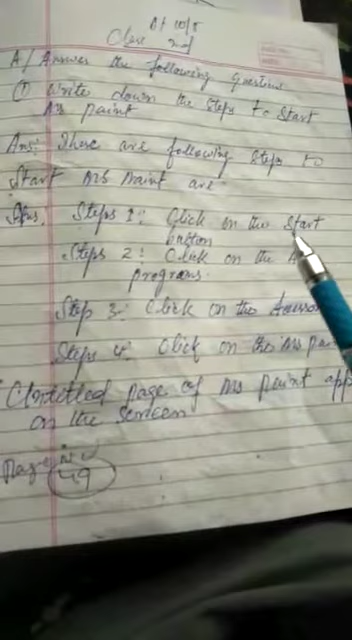 Class 2nd
A/ Answer the following question
① Write down the Steps to Start
Ms paint
Ans: There are following Steps to
Start Ms Paint are
Steps 1: Click on the Start
button
Steps 2: Click on the A
programs.
Step 3: Click on the
Steps 4: Click on the Ms pai
Untitled page of Ms paint app
on the Screen
Page No
49